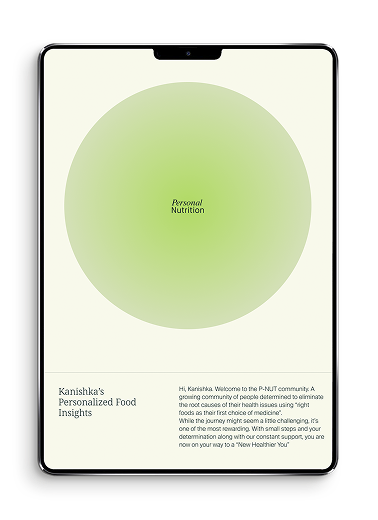 Personal
Nutrition
Kanishka's
Personalized Food
Insights
Hi, Kanishka. Welcome to the P-NUT community. A
growing community of people determined to eliminate
the root causes of their health issues using "right
foods as their first choice of medicine".
While the journey might seem a little challenging, it's
one of the most rewarding. With small steps and your
determination along with our constant support, you are
now on your way to a "New Healthier You"